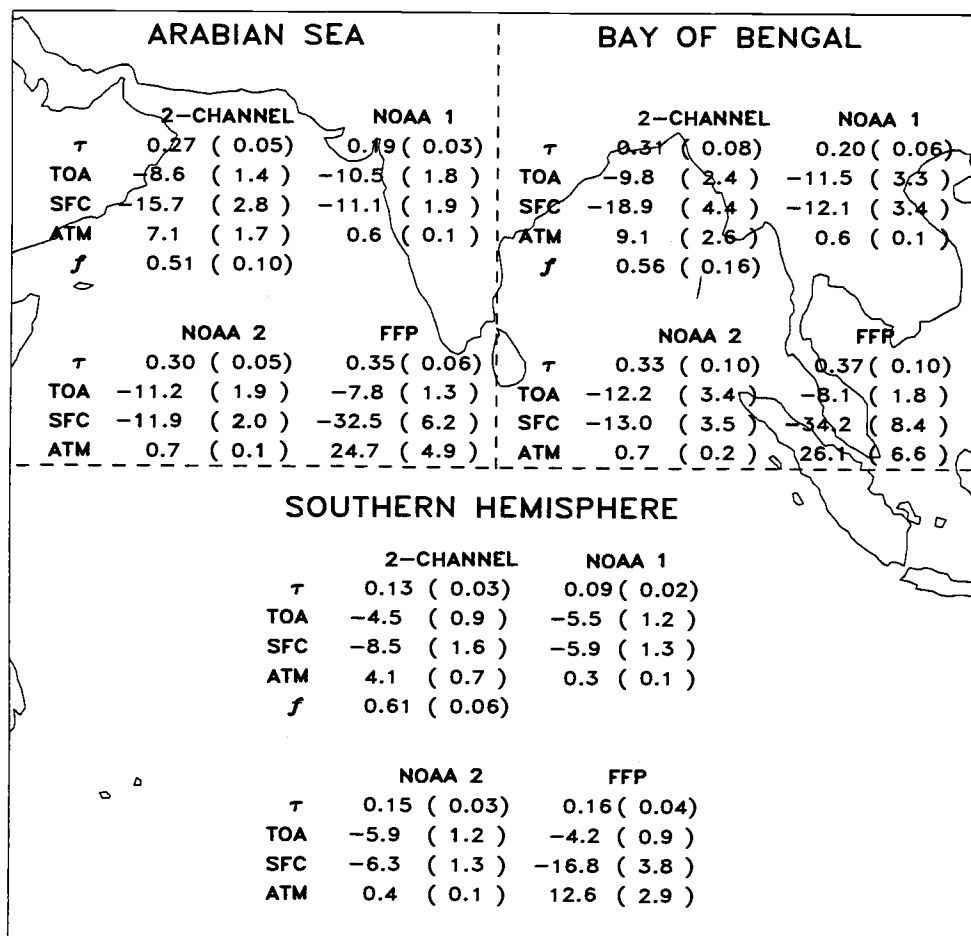 ARABIAN SEA
2-CHANNEL NOAA 1
τ 0.27 ( 0.05) 0.19( 0.03)
TOA -8.6 ( 1.4 ) -10.5 ( 1.8 )
SFC -15.7 ( 2.8 ) -11.1 ( 1.9 )
ATM 7.1 ( 1.7 ) 0.6 ( 0.1 )
f 0.51 ( 0.10)
NOAA 2 FFP
τ 0.30 ( 0.05) 0.35( 0.06)
TOA -11.2 ( 1.9 ) -7.8 ( 1.3 )
SFC -11.9 ( 2.0 ) -32.5 ( 6.2 )
ATM 0.7 ( 0.1 ) 24.7 ( 4.9 )
BAY OF BENGAL
2-CHANNEL NOAA 1
τ 0.31 ( 0.08) 0.20( 0.06)
TOA -9.8 ( 2.4 ) -11.5 ( 3.3 )
SFC -18.9 ( 4.4 ) -12.1 ( 3.4 )
ATM 9.1 ( 2.6 ) 0.6 ( 0.1 )
f 0.56 ( 0.16)
NOAA 2 FFP
τ 0.33 ( 0.10) 0.37( 0.10)
TOA -12.2 ( 3.4 ) -8.1 ( 1.8 )
SFC -13.0 ( 3.5 ) -34.2 ( 8.4 )
ATM 0.7 ( 0.2 ) 26.1 ( 6.6 )
SOUTHERN HEMISPHERE
2-CHANNEL NOAA 1
τ 0.13 ( 0.03) 0.09( 0.02)
TOA -4.5 ( 0.9 ) -5.5 ( 1.2 )
SFC -8.5 ( 1.6 ) -5.9 ( 1.3 )
ATM 4.1 ( 0.7 ) 0.3 ( 0.1 )
f 0.61 ( 0.06)
NOAA 2 FFP
τ 0.15 ( 0.03) 0.16( 0.04)
TOA -5.9 ( 1.2 ) -4.2 ( 0.9 )
SFC -6.3 ( 1.3 ) -16.8 ( 3.8 )
ATM 0.4 ( 0.1 ) 12.6 ( 2.9 )